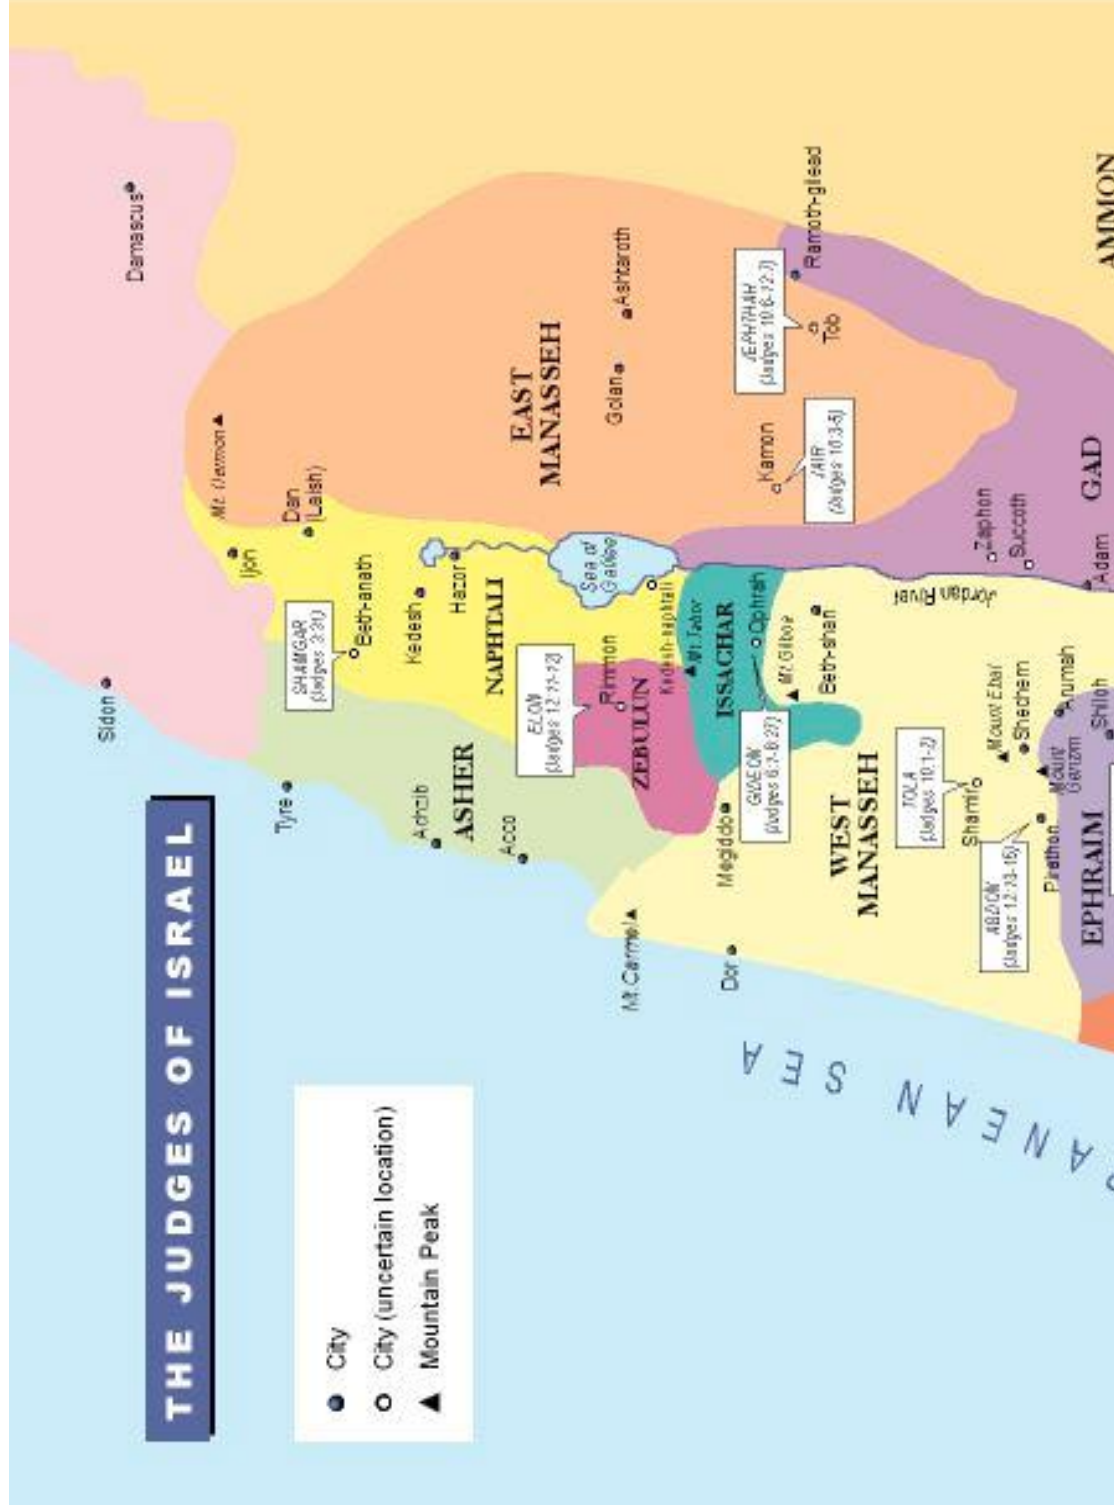 THE JUDGES OF ISRAEL
City
City (uncertain location)
Mountain Peak
Sidon
Damascus
Tyre
Mt. Hermon
Ijon
Dan
(Laish)
SHAMGAR
(Judges 3:31)
Beth-anath
Kedesh
Hazor
Achzib
ASHER
Acco
NAPHTALI
EAST
MANASSEH
ELON
(Judges 12:11-12)
Rimmon
ZEBULUN
Sea of
Galilee
Golan
Ashtaroth
Mt. Carmel
Kedesh-naphtali
Mt. Tabor
ISSACHAR
Dor
Megiddo
GIDEON
Ophrah
Mt. Gilboa
Beth-shan
Kamon
JAIR
(Judges 10:3-5)
JEPHTHAH
(Judges 10:6-12:7)
Tob
Ramoth-gilead
WEST
MANASSEH
TOLA
(Judges 10:1-2)
Shamir
Jordan River
Zaphon
Succoth
ABDON
(Judges 12:13-15)
Pirathon
Mount Ebal
Shechem
Mount
Gerizim
Arumah
Shiloh
EPHRAIM
Adam
GAD
AMMON
ANEAN SEA